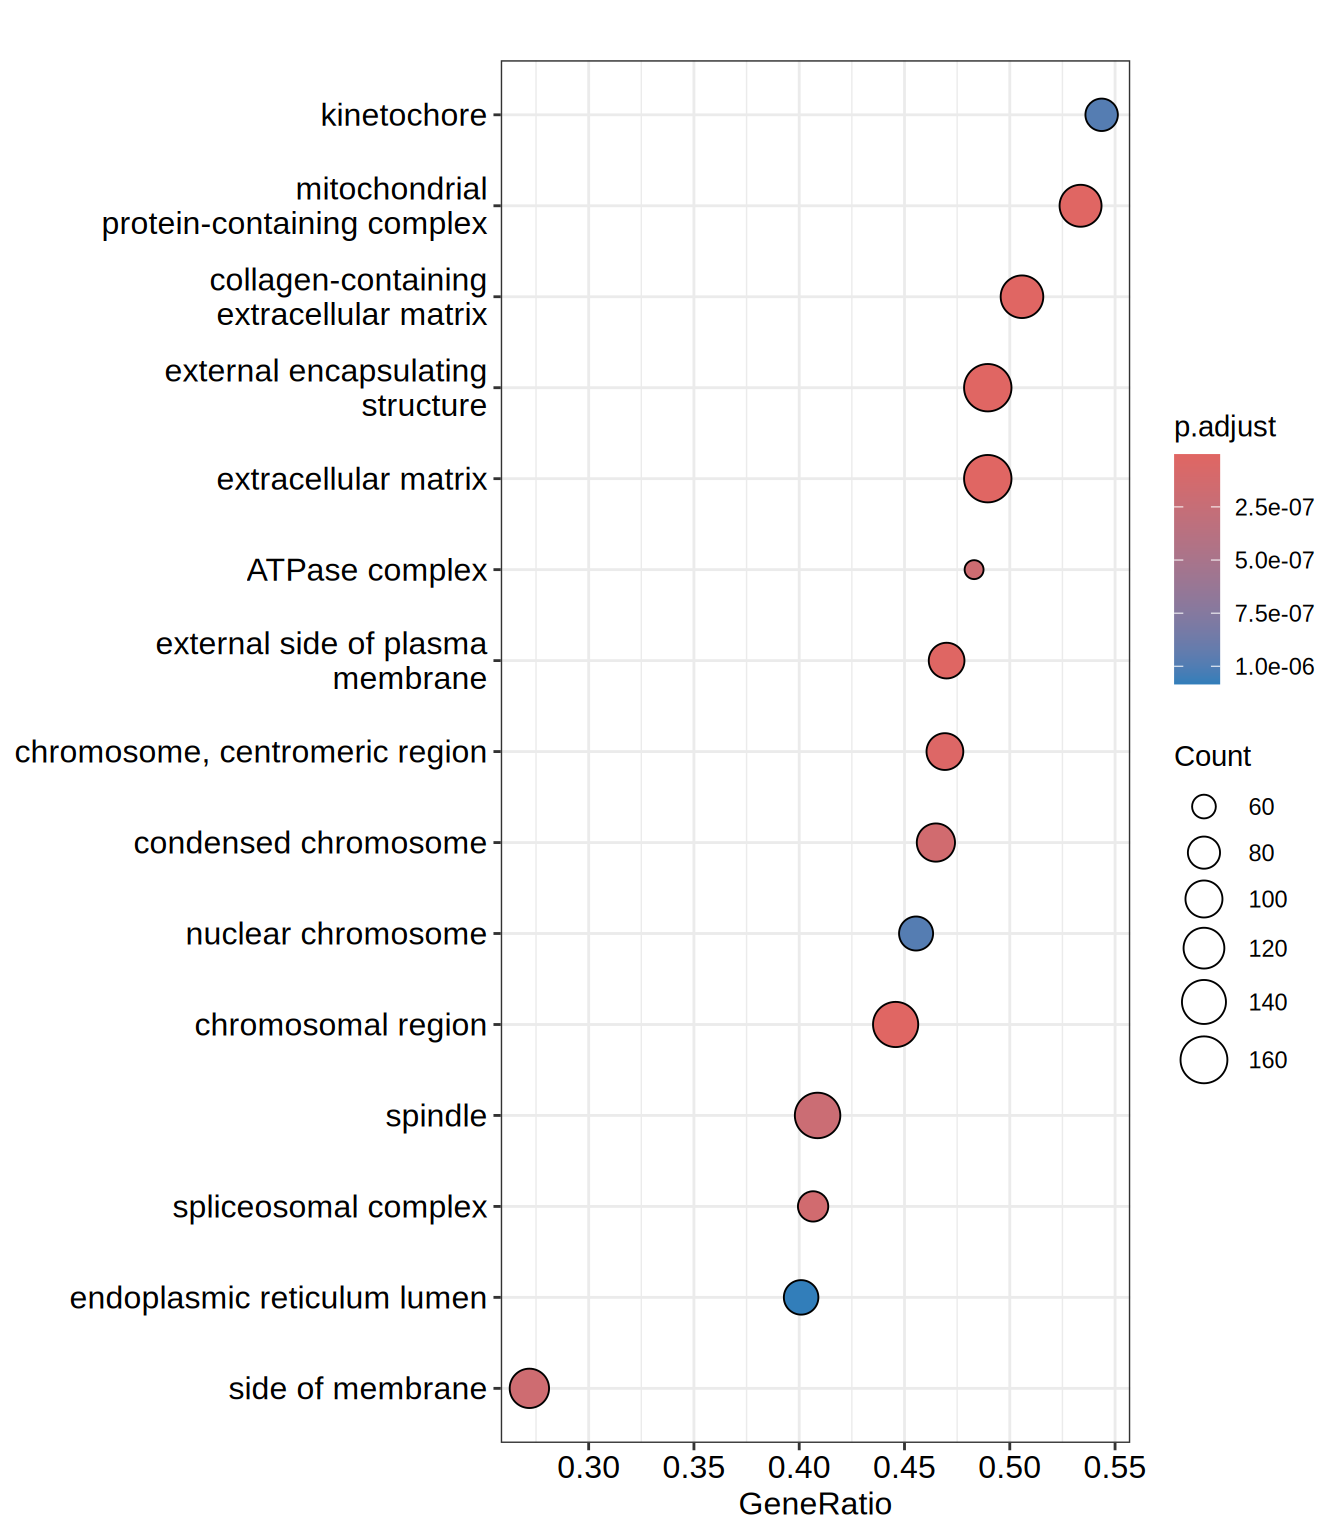 kinetochore
mitochondrial
protein-containing complex
collagen-containing
extracellular matrix
external encapsulating
structure
extracellular matrix
ATPase complex
external side of plasma
membrane
chromosome, centromeric region
condensed chromosome
nuclear chromosome
chromosomal region
spindle
spliceosomal complex
endoplasmic reticulum lumen
side of membrane
0.30 0.35 0.40 0.45 0.50 0.55
GeneRatio
p.adjust
2.5e-07
5.0e-07
7.5e-07
1.0e-06
Count
60
80
100
120
140
160